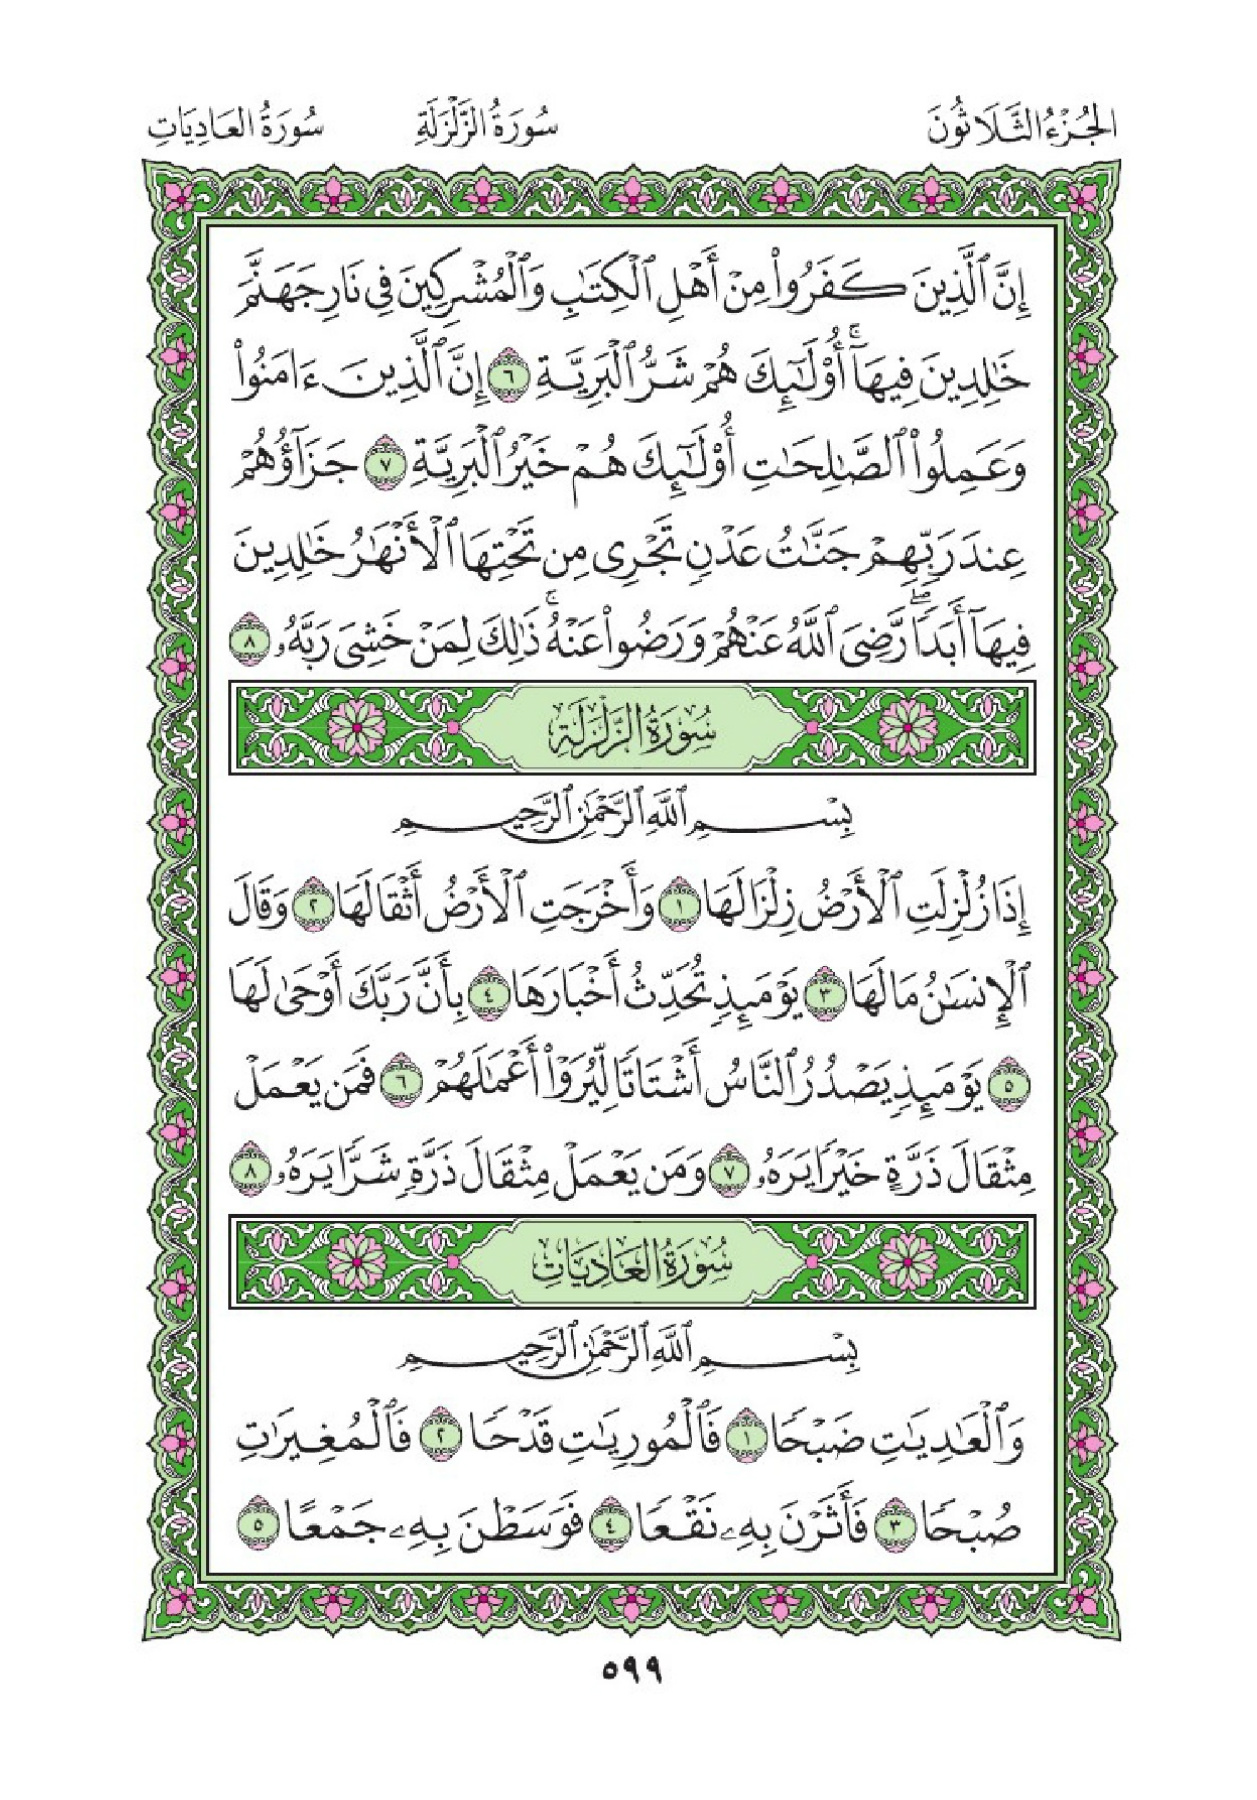 الجُزْءُ الثَّلَاثُونَ سُورَةُ الزَّلْزَلَةِ سُورَةُ العَادِيَاتِ
إِنَّ ٱلَّذِينَ كَفَرُوا۟ مِنْ أَهْلِ ٱلْكِتَٰبِ وَٱلْمُشْرِكِينَ فِى نَارِ جَهَنَّمَ
خَٰلِدِينَ فِيهَآ ۚ أُو۟لَٰٓئِكَ هُمْ شَرُّ ٱلْبَرِيَّةِ ٦ إِنَّ ٱلَّذِينَ ءَامَنُوا۟
وَعَمِلُوا۟ ٱلصَّٰلِحَٰتِ أُو۟لَٰٓئِكَ هُمْ خَيْرُ ٱلْبَرِيَّةِ ٧ جَزَآؤُهُمْ
عِندَ رَبِّهِمْ جَنَّٰتُ عَدْنٍ تَجْرِى مِن تَحْتِهَا ٱلْأَنْهَٰرُ خَٰلِدِينَ
فِيهَآ أَبَدًا ۖ رَّضِىَ ٱللَّهُ عَنْهُمْ وَرَضُوا۟ عَنْهُ ۚ ذَٰلِكَ لِمَنْ خَشِىَ رَبَّهُۥ ٨
سُورَةُ الزَّلْزَلَةِ
بِسْمِ ٱللَّهِ ٱلرَّحْمَٰنِ ٱلرَّحِيمِ
إِذَا زُلْزِلَتِ ٱلْأَرْضُ زِلْزَالَهَا ١ وَأَخْرَجَتِ ٱلْأَرْضُ أَثْقَالَهَا ٢ وَقَالَ
ٱلْإِنسَٰنُ مَا لَهَا ٣ يَوْمَئِذٍ تُحَدِّثُ أَخْبَارَهَا ٤ بِأَنَّ رَبَّكَ أَوْحَىٰ لَهَا
٥ يَوْمَئِذٍ يَصْدُرُ ٱلنَّاسُ أَشْتَاتًا لِّيُرَوْا۟ أَعْمَٰلَهُمْ ٦ فَمَن يَعْمَلْ
مِثْقَالَ ذَرَّةٍ خَيْرًا يَرَهُۥ ٧ وَمَن يَعْمَلْ مِثْقَالَ ذَرَّةٍ شَرًّا يَرَهُۥ ٨
سُورَةُ العَادِيَاتِ
بِسْمِ ٱللَّهِ ٱلرَّحْمَٰنِ ٱلرَّحِيمِ
وَٱلْعَٰدِيَٰتِ ضَبْحًا ١ فَٱلْمُورِيَٰتِ قَدْحًا ٢ فَٱلْمُغِيرَٰتِ
صُبْحًا ٣ فَأَثَرْنَ بِهِۦ نَقْعًا ٤ فَوَسَطْنَ بِهِۦ جَمْعًا ٥
٥٩٩